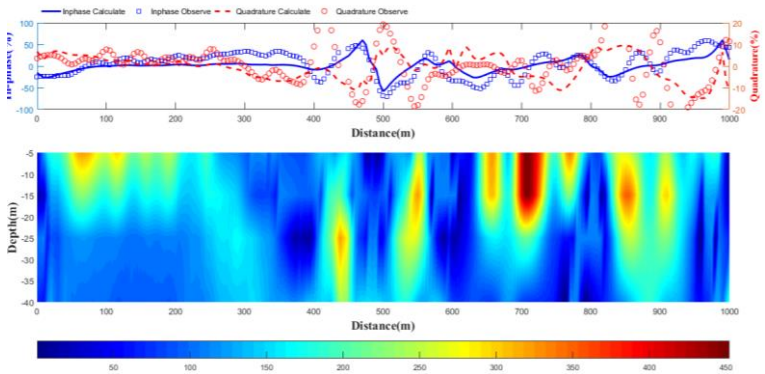 Inphase Calculate Inphase Observe Quadrature Calculate Quadrature Observe
100 20
50 10
0 0
-50 -10
-100 -20
0 100 200 300 400 500 600 700 800 900 1000
Quadrature(%)
Distance(m)
-5
-10
-15
-20
-25
-30
-35
-40
Depth(m)
0 100 200 300 400 500 600 700 800 900 1000
Distance(m)
50 100 150 200 250 300 350 400 450